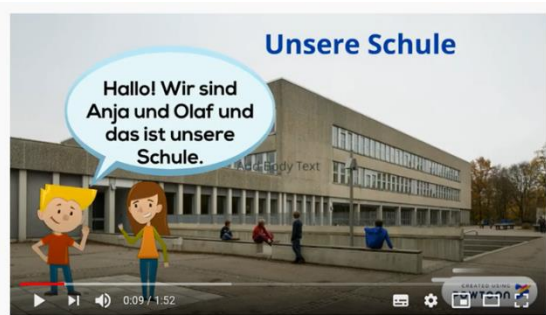 Unsere Schule
Hallo! Wir sind
Anja und Olaf und
das ist unsere
Schule.
Add Body Text
0:09 / 1:52
CREATED USING
POWTOON